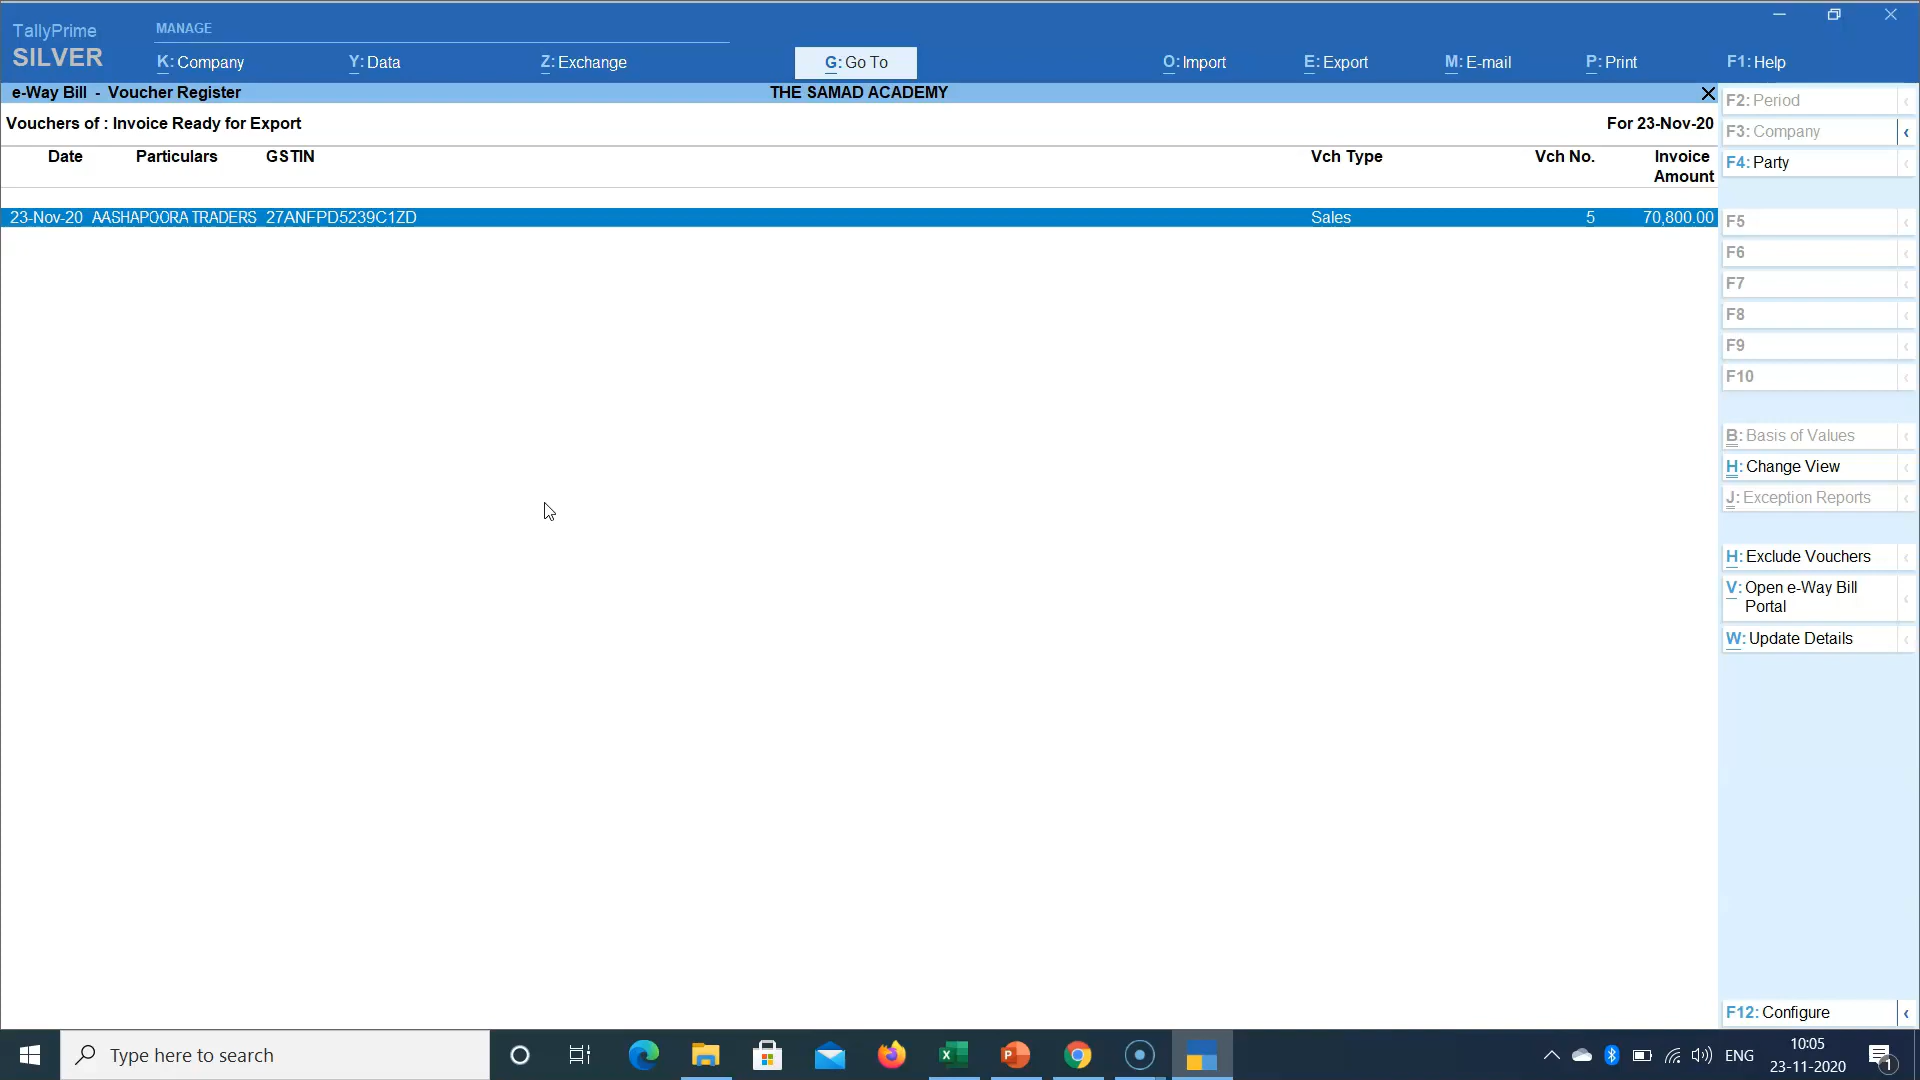 TallyPrime
SILVER
MANAGE
K: Company Y: Data Z: Exchange G: Go To O: Import E: Export M: E-mail P: Print F1: Help
e-Way Bill - Voucher Register THE SAMAD ACADEMY
Vouchers of : Invoice Ready for Export For 23-Nov-20
Date Particulars GSTIN Vch Type Vch No. Invoice
Amount
23-Nov-20 AASHAPOORA TRADERS 27ANFPD5239C1ZD Sales 5 70,800.00
F2: Period
F3: Company
F4: Party
F5
F6
F7
F8
F9
F10
B: Basis of Values
H: Change View
J: Exception Reports
H: Exclude Vouchers
V: Open e-Way Bill
Portal
W: Update Details
F12: Configure
Type here to search
ENG
10:05
23-11-2020
1